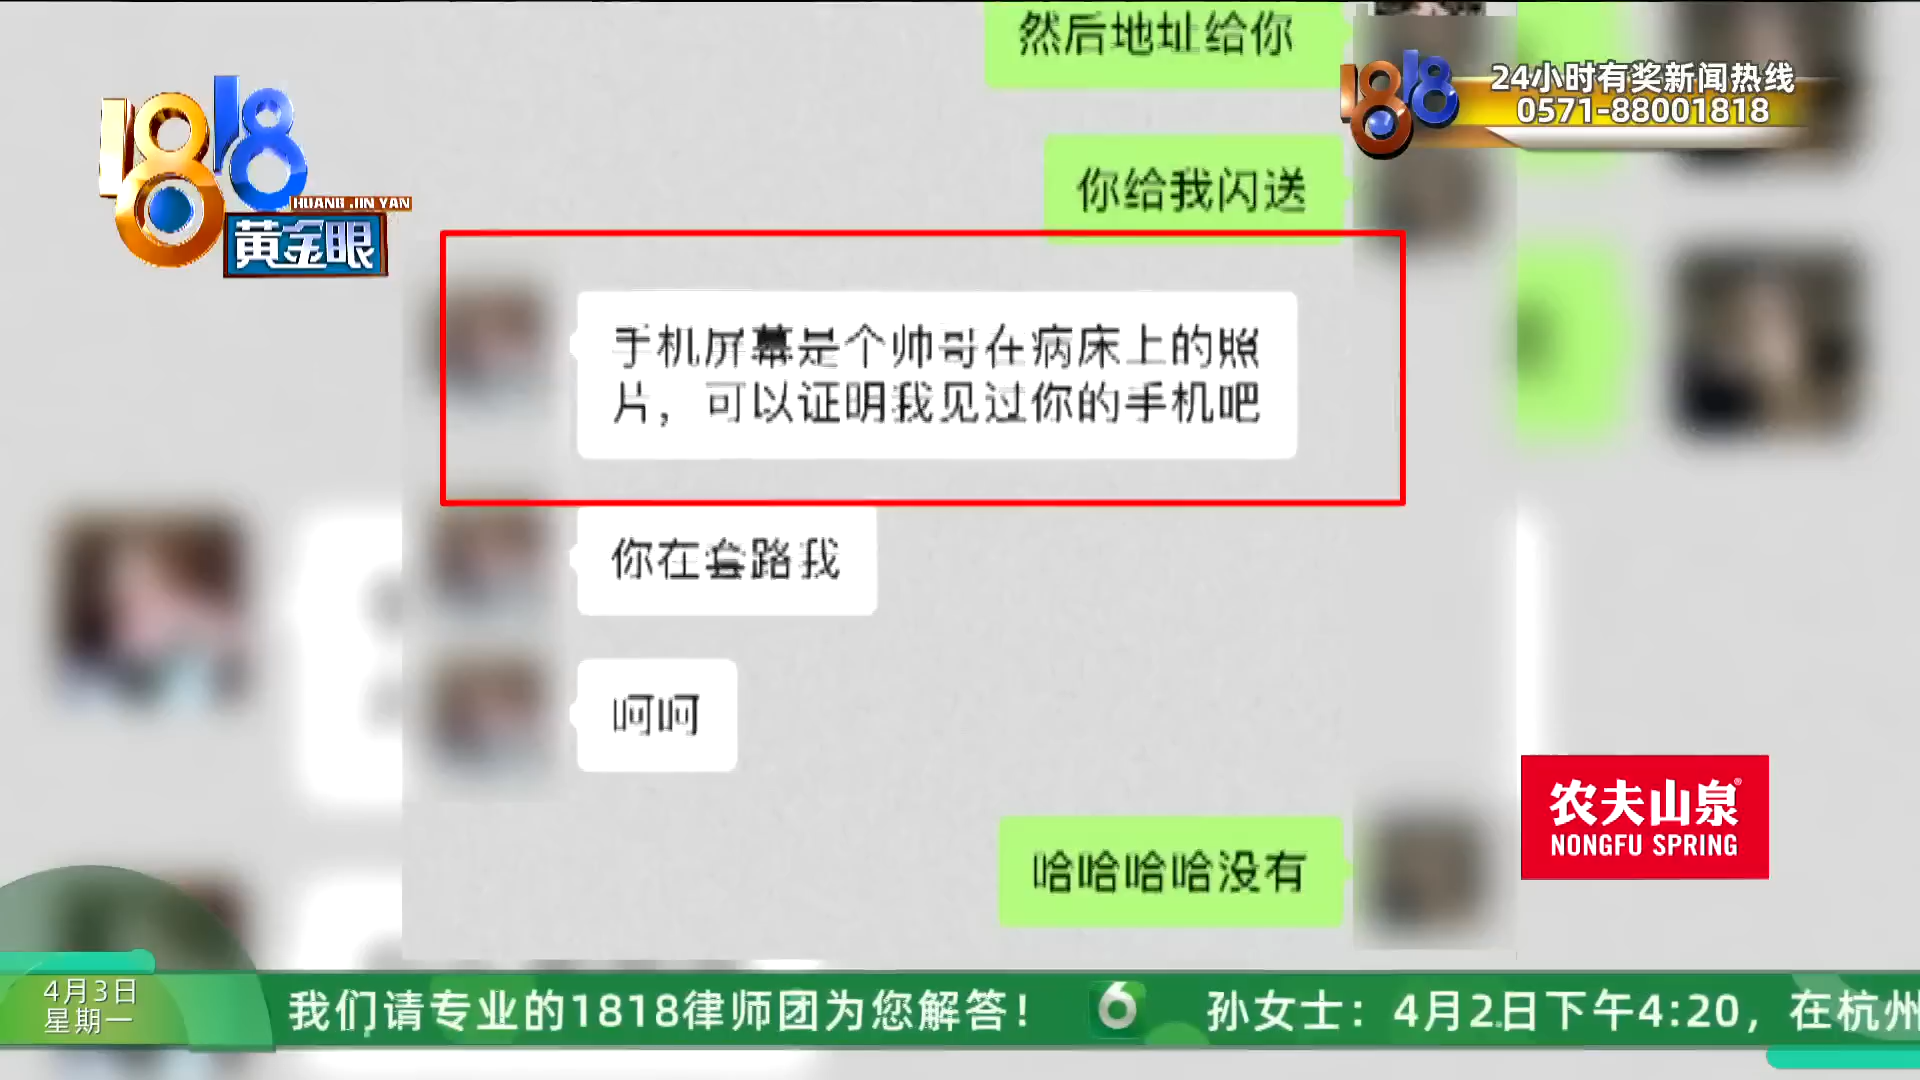 然后地址给你
1818
HUANG JIN YAN
黄金眼
1818
24小时有奖新闻热线
0571-88001818
你给我闪送
手机屏幕是个帅哥在病床上的照
片，可以证明我见过你的手机吧
你在套路我
呵呵
农夫山泉®
NONGFU SPRING
哈哈哈哈没有
4月3日
星期一
我们请专业的1818律师团为您解答！ 6 孙女士：4月2日下午4:20，在杭州